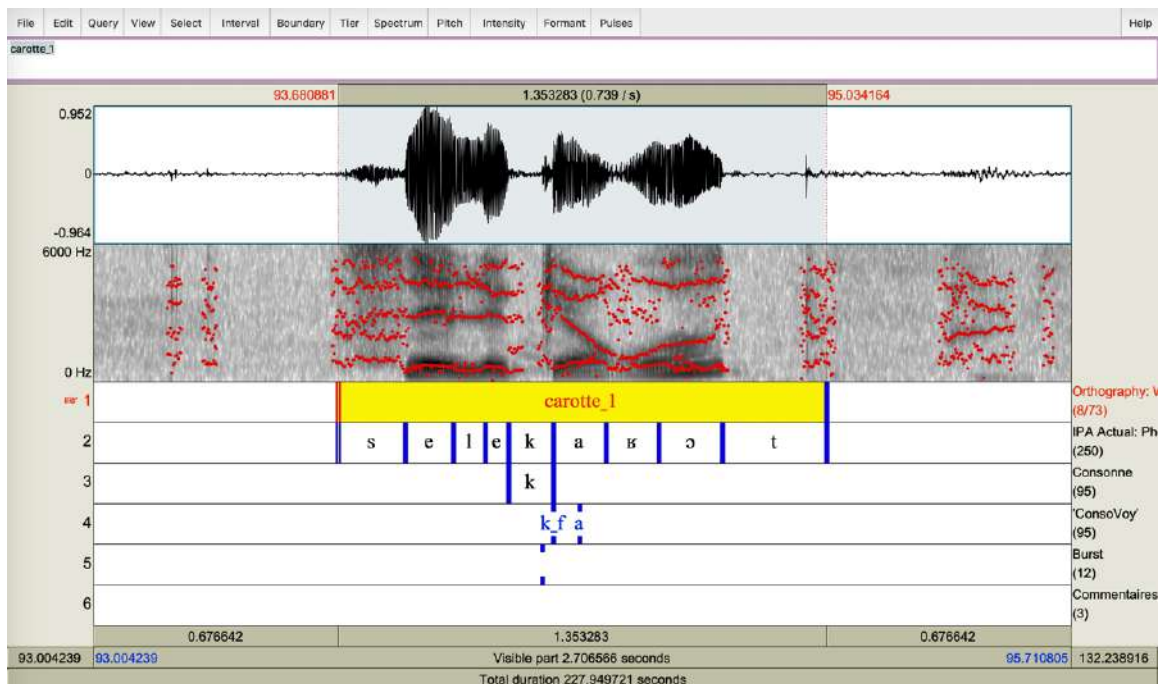 File Edit Query View Select Interval Boundary Tier Spectrum Pitch Intensity Formant Pulses Help
carotte_1
93.680881 1.353283 (0.739 / s) 95.034164
0.952
0
-0.964
6000 Hz
0 Hz
1 carotte_1 Orthography: W
(8/73)
2 s e l e k a ʁ ɔ t IPA Actual: Ph
(250)
3 k Consonne
(95)
4 k_f a 'ConsoVoy'
(95)
5 Burst
(12)
6 Commentaires
(3)
0.676642 1.353283 0.676642
93.004239 93.004239 Visible part 2.706566 seconds 95.710805 132.238916
Total duration 227.949721 seconds